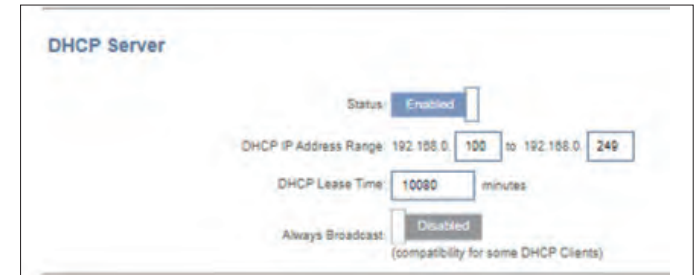 DHCP Server
Status: Enabled
DHCP IP Address Range: 192.168.0. 100 to 192.168.0. 249
DHCP Lease Time: 10080 minutes
Always Broadcast: Disabled
(compatibility for some DHCP Clients)